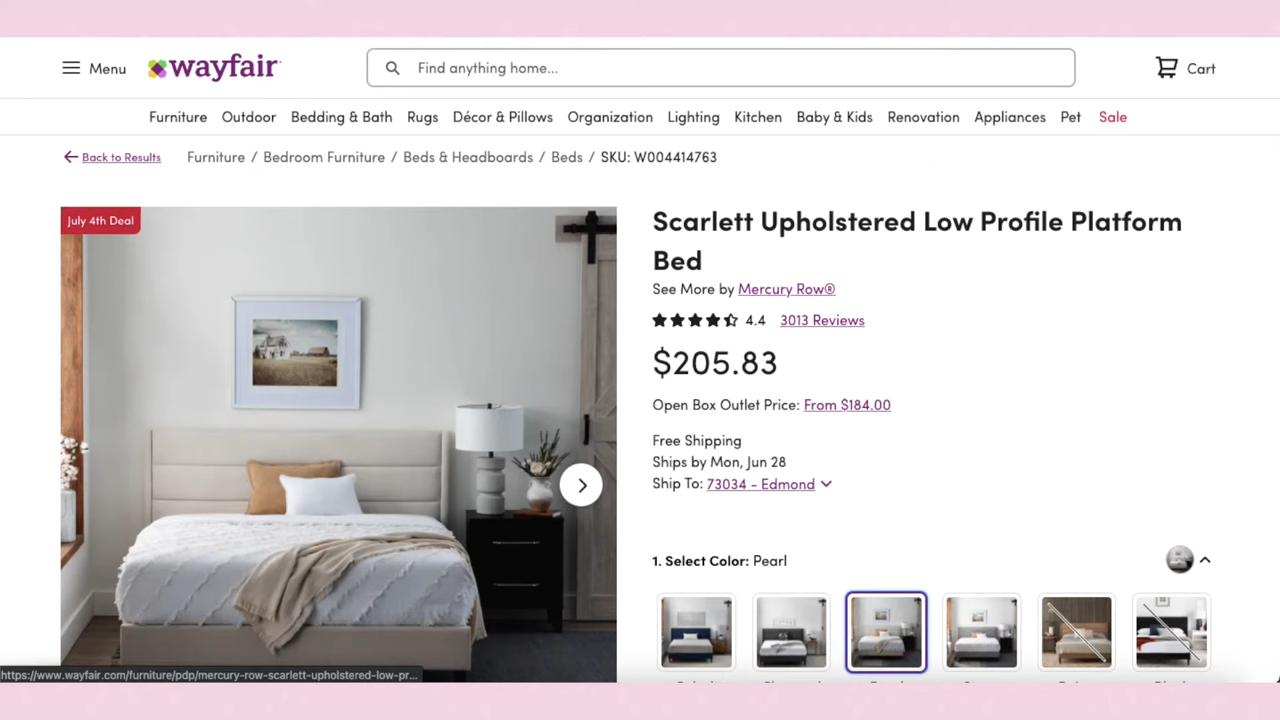 Menu
wayfair
Find anything home...
Cart
Furniture Outdoor Bedding & Bath Rugs Décor & Pillows Organization Lighting Kitchen Baby & Kids Renovation Appliances Pet Sale
Back to Results Furniture / Bedroom Furniture / Beds & Headboards / Beds / SKU: W004414763
July 4th Deal
Scarlett Upholstered Low Profile Platform
Bed
See More by Mercury Row®
4.4 3013 Reviews
$205.83
Open Box Outlet Price: From $184.00
Free Shipping
Ships by Mon, Jun 28
Ship To: 73034 - Edmond
1. Select Color: Pearl
https://www.wayfair.com/furniture/pdp/mercury-row-scarlett-upholstered-low-pr...